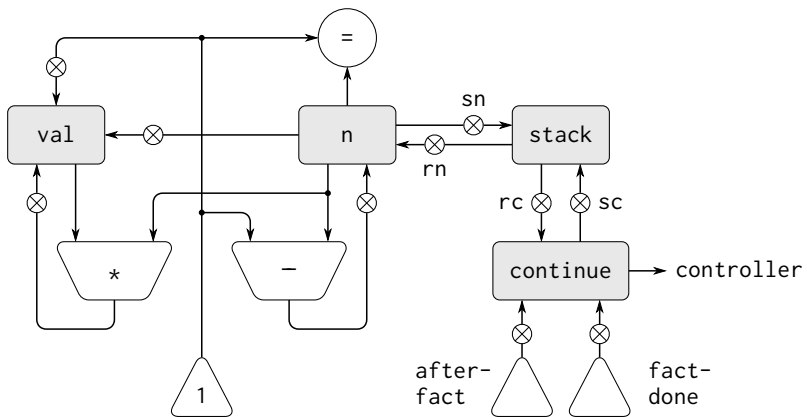 =
sn
val
n
stack
rn
rc
sc
*
−
continue
controller
after-
fact
fact-
done
1